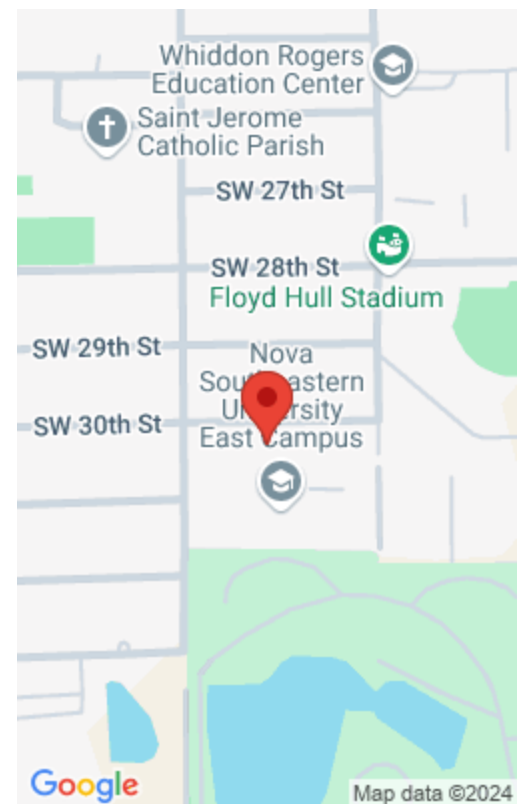 Whiddon Rogers
Education Center
Saint Jerome
Catholic Parish
SW 27th St
SW 28th St
Floyd Hull Stadium
SW 29th St
Nova
Southeastern
University
East Campus
SW 30th St
Google
Map data ©2024